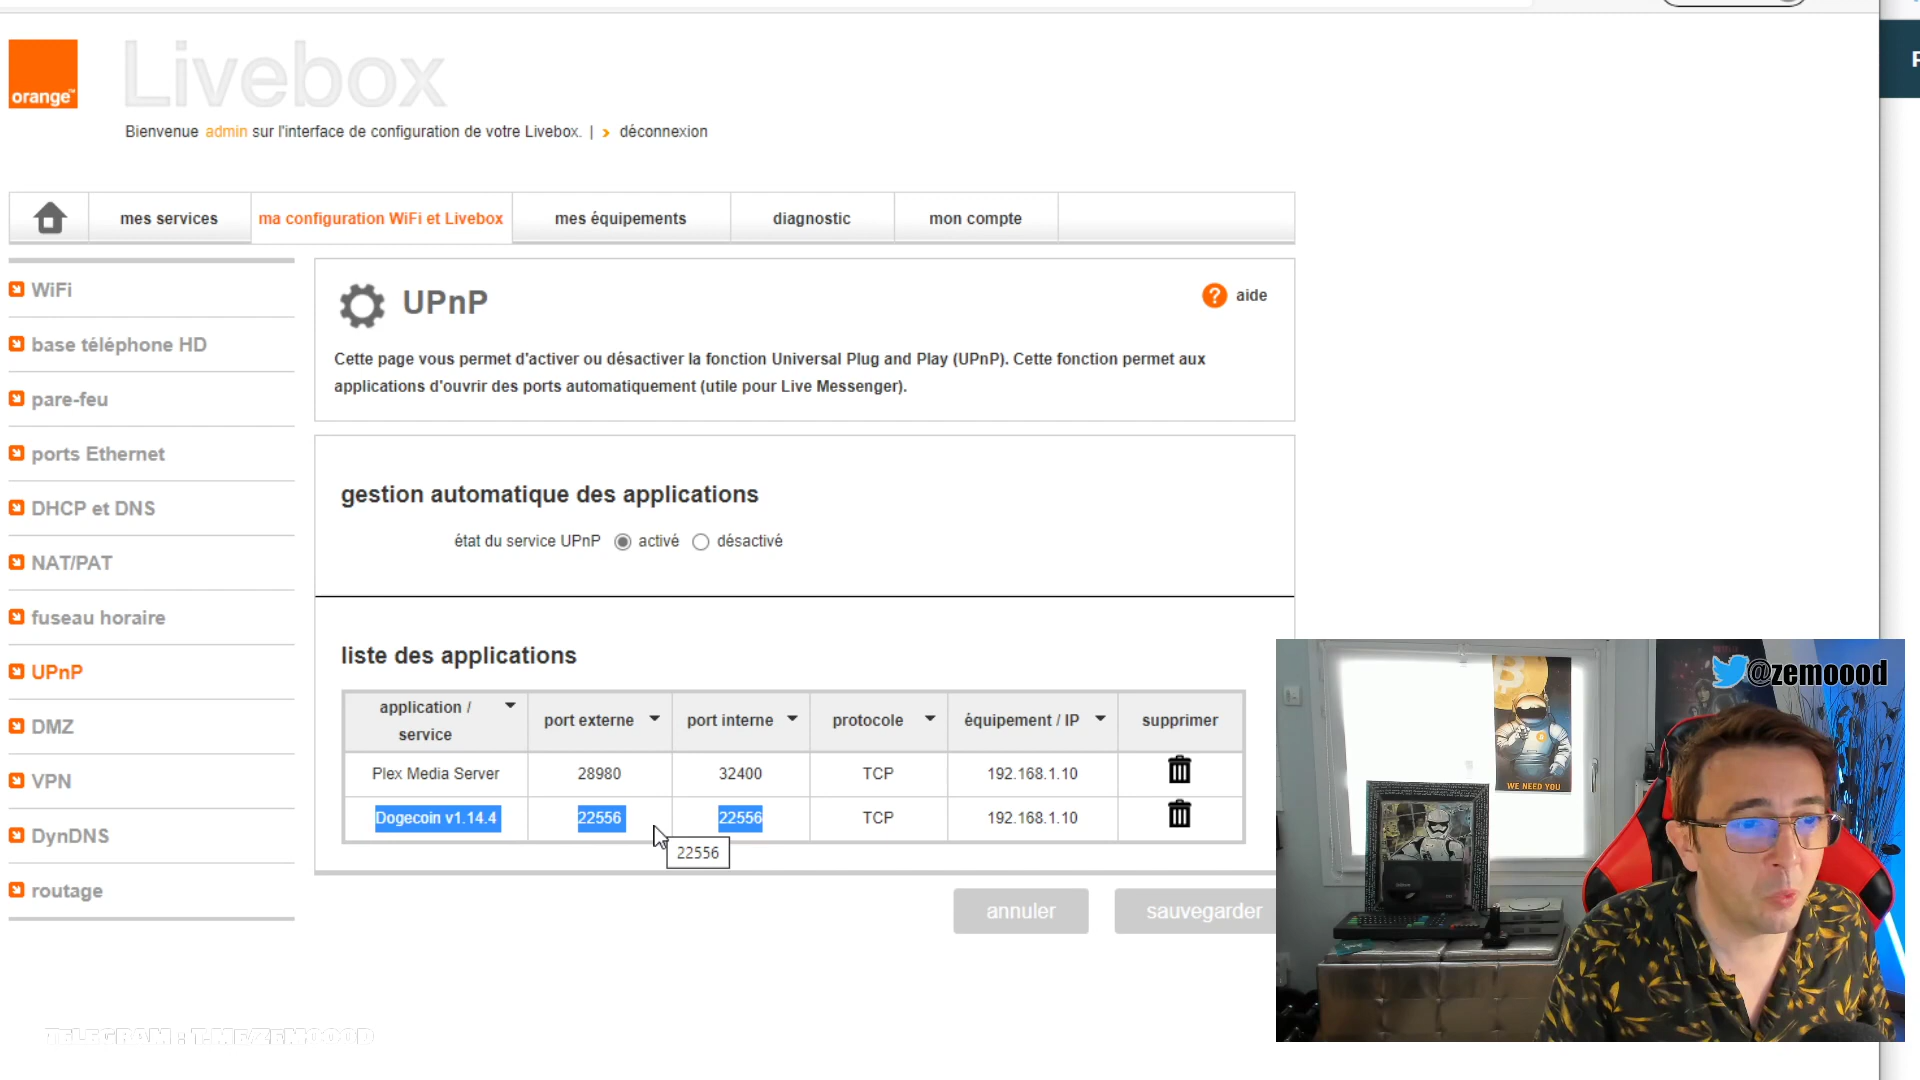 orange™
Livebox
Bienvenue admin sur l'interface de configuration de votre Livebox. | déconnexion
mes services
ma configuration WiFi et Livebox
mes équipements
diagnostic
mon compte
WiFi
base téléphone HD
pare-feu
ports Ethernet
DHCP et DNS
NAT/PAT
fuseau horaire
UPnP
DMZ
VPN
DynDNS
routage
UPnP
? aide
Cette page vous permet d'activer ou désactiver la fonction Universal Plug and Play (UPnP). Cette fonction permet aux
applications d'ouvrir des ports automatiquement (utile pour Live Messenger).
gestion automatique des applications
état du service UPnP activé désactivé
liste des applications
application /
service
port externe port interne protocole équipement / IP supprimer
Plex Media Server 28980 32400 TCP 192.168.1.10
Dogecoin v1.14.4 22556 22556 TCP 192.168.1.10
22556
annuler sauvegarder
@zemoood
WE NEED YOU
TELEGRAM : T.ME/ZEMOOOD